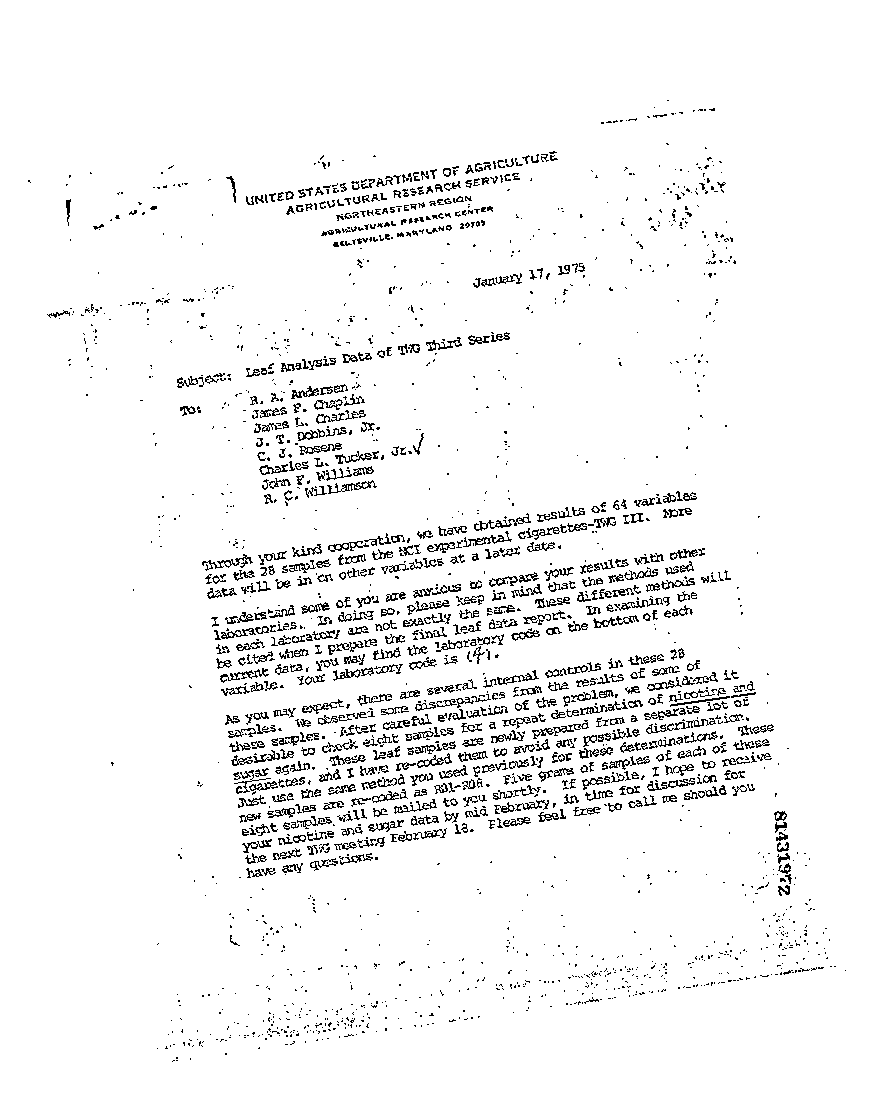 UNITED STATES DEPARTMENT OF AGRICULTURE
AGRICULTURAL RESEARCH SERVICE
NORTHEASTERN REGION
AGRICULTURAL RESEARCH CENTER
BELTSVILLE, MARYLAND 20705
January 17, 1975
Subject: Leaf Analysis Data of TWG Third Series
To: R. A. Andersen
James F. Chaplin
James L. Charles
J. T. Dobbins, Jr.
C. J. Rosene
Charles L. Tucker, Jr. ✓
John F. Williams
R. C. Williamson
Through your kind cooperation, we have obtained results of 64 variables
for the 28 samples from the NCI experimental cigarettes-TWG III. More
data will be in on other variables at a later date.
I understand some of you are anxious to compare your results with other
laboratories. In doing so, please keep in mind that the methods used
in each laboratory are not exactly the same. These different methods will
be cited when I prepare the final leaf data report. In examining the
current data, you may find the laboratory code on the bottom of each
variable. Your laboratory code is (4).
As you may expect, there are several internal controls in these 28
samples. We observed some discrepancies from the results of some of
these samples. After careful evaluation of the problem, we considered it
desirable to check eight samples for a repeat determination of nicotine and
sugar again. These leaf samples are newly prepared from a separate lot of
cigarettes, and I have re-coded them to avoid any possible discrimination.
Just use the same method you used previously for these determinations. These
new samples are re-coded as R01-R08. Five grams of samples of each of these
eight samples will be mailed to you shortly. If possible, I hope to receive
your nicotine and sugar data by mid February, in time for discussion for
the next TWG meeting February 18. Please feel free to call me should you
have any questions.
81431972